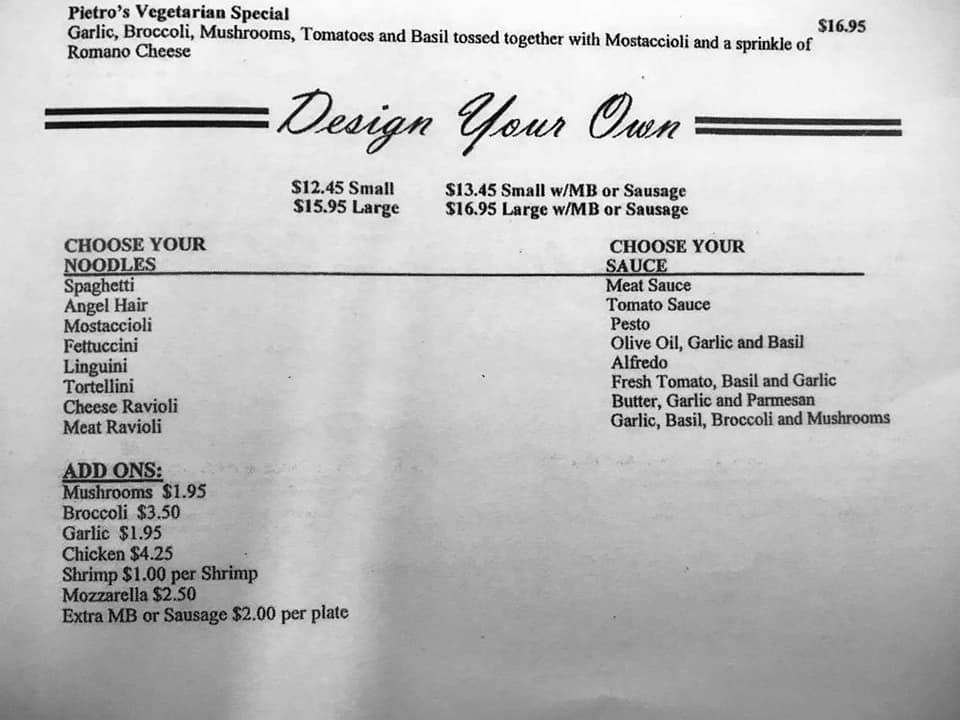 Pietro's Vegetarian Special $16.95
Garlic, Broccoli, Mushrooms, Tomatoes and Basil tossed together with Mostaccioli and a sprinkle of
Romano Cheese
Design Your Own
$12.45 Small $13.45 Small w/MB or Sausage
$15.95 Large $16.95 Large w/MB or Sausage
CHOOSE YOUR
NOODLES
Spaghetti
Angel Hair
Mostaccioli
Fettuccini
Linguini
Tortellini
Cheese Ravioli
Meat Ravioli
CHOOSE YOUR
SAUCE
Meat Sauce
Tomato Sauce
Pesto
Olive Oil, Garlic and Basil
Alfredo
Fresh Tomato, Basil and Garlic
Butter, Garlic and Parmesan
Garlic, Basil, Broccoli and Mushrooms
ADD ONS:
Mushrooms $1.95
Broccoli $3.50
Garlic $1.95
Chicken $4.25
Shrimp $1.00 per Shrimp
Mozzarella $2.50
Extra MB or Sausage $2.00 per plate